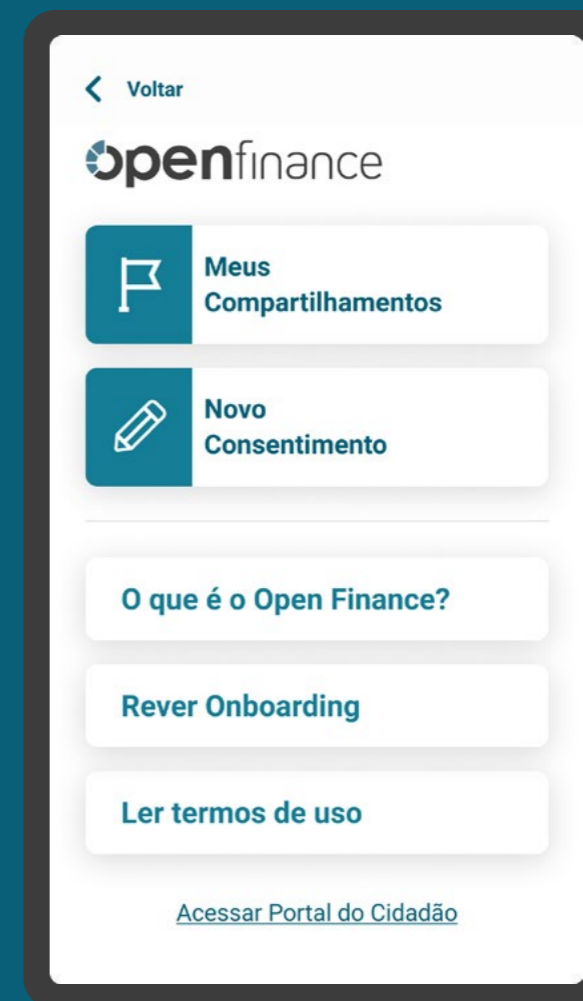 Voltar
openfinance
Meus
Compartilhamentos
Novo
Consentimento
O que é o Open Finance?
Rever Onboarding
Ler termos de uso
Acessar Portal do Cidadão